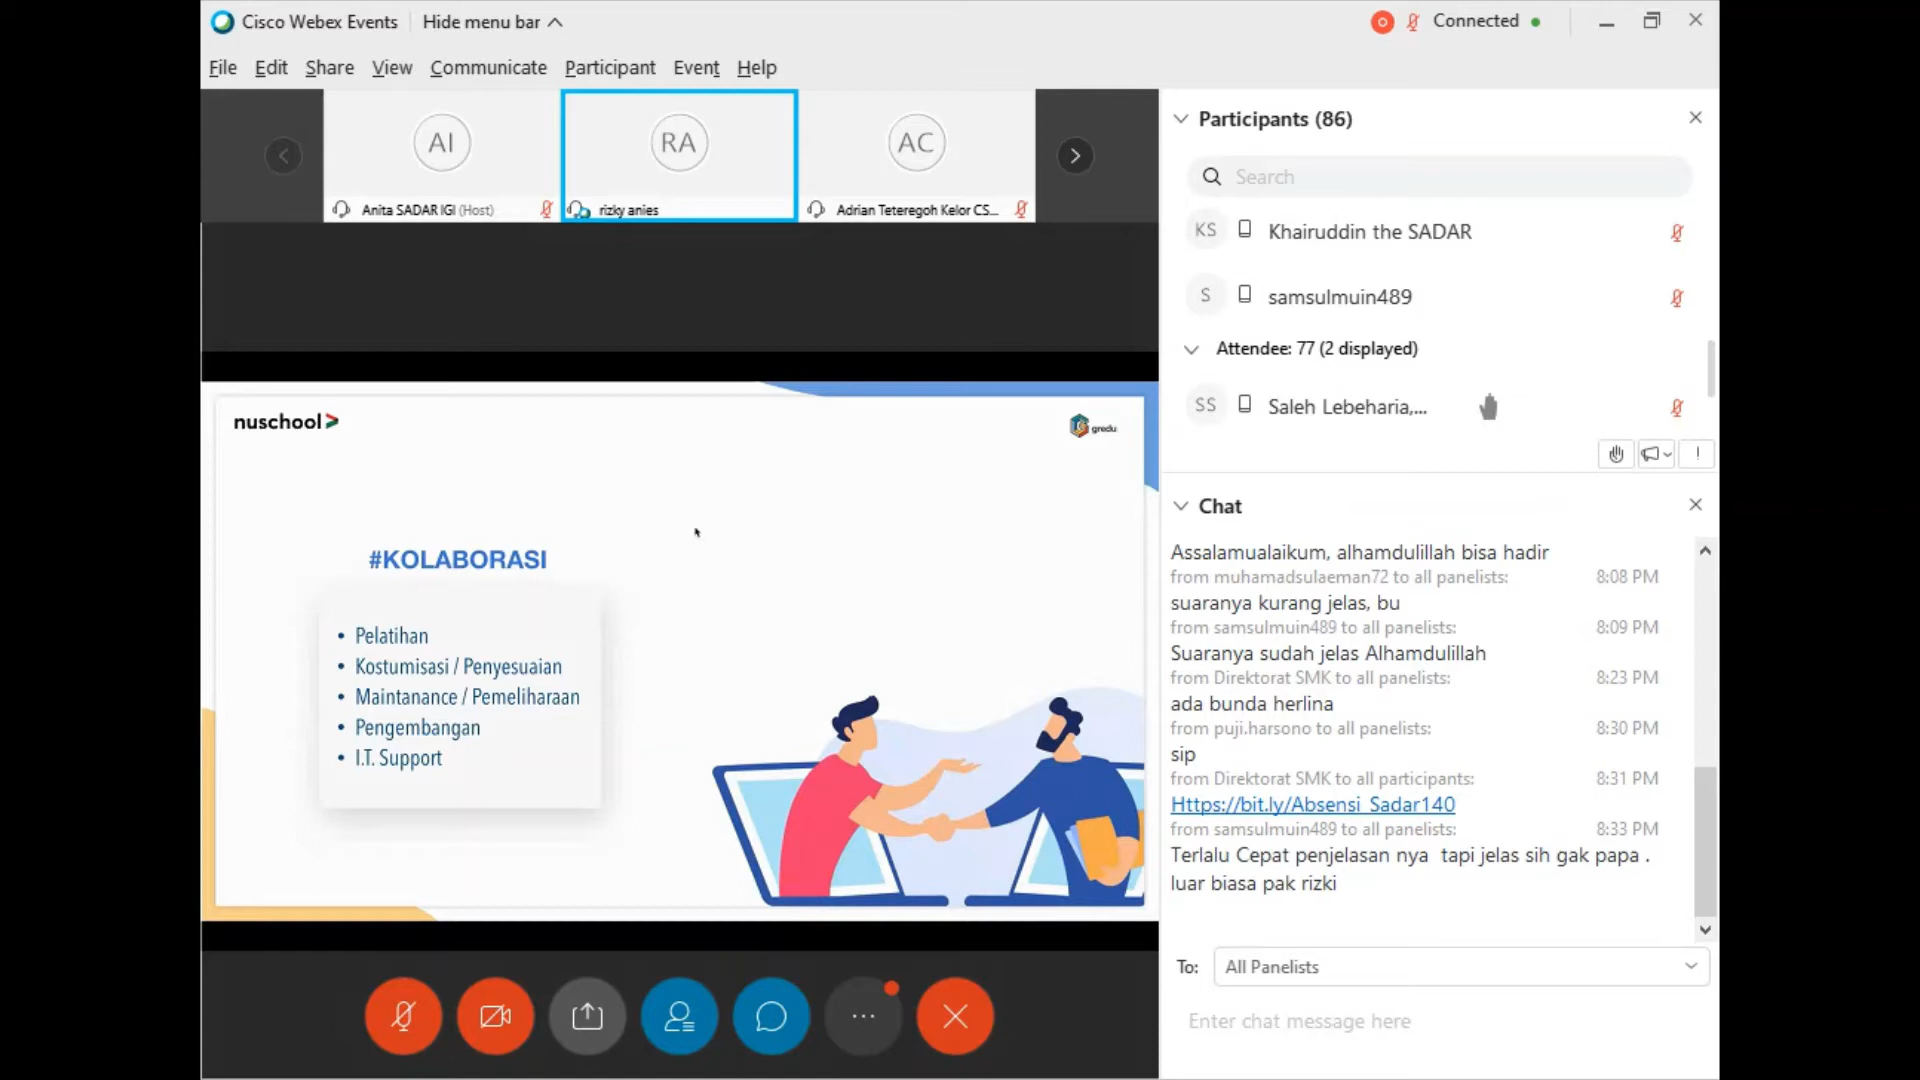 Cisco Webex Events
Hide menu bar
Connected
File Edit Share View Communicate Participant Event Help
AI
RA
AC
Anita SADAR IGI (Host)
rizky anies
Adrian Teteregoh Kelor CS...
Participants (86)
Search
KS Khairuddin the SADAR
S samsulmuin489
Attendee: 77 (2 displayed)
SS Saleh Lebeharia,...
nuschool
gredu
#KOLABORASI
• Pelatihan
• Kostumisasi / Penyesuaian
• Maintanance / Pemeliharaan
• Pengembangan
• I.T. Support
Chat
Assalamualaikum, alhamdulillah bisa hadir
from muhamadsulaeman72 to all panelists: 8:08 PM
suaranya kurang jelas, bu
from samsulmuin489 to all panelists: 8:09 PM
Suaranya sudah jelas Alhamdulillah
from Direktorat SMK to all panelists: 8:23 PM
ada bunda herlina
from puji.harsono to all panelists: 8:30 PM
sip
from Direktorat SMK to all participants: 8:31 PM
Https://bit.ly/Absensi_Sadar140
from samsulmuin489 to all panelists: 8:33 PM
Terlalu Cepat penjelasan nya tapi jelas sih gak papa .
luar biasa pak rizki
To: All Panelists
Enter chat message here